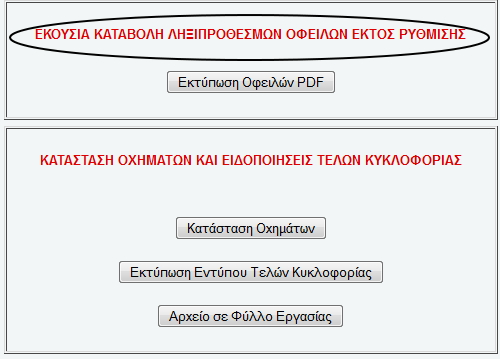 ΕΚΟΥΣΙΑ ΚΑΤΑΒΟΛΗ ΛΗΞΙΠΡΟΘΕΣΜΩΝ ΟΦΕΙΛΩΝ ΕΚΤΟΣ ΡΥΘΜΙΣΗΣ
Εκτύπωση Οφειλών PDF
ΚΑΤΑΣΤΑΣΗ ΟΧΗΜΑΤΩΝ ΚΑΙ ΕΙΔΟΠΟΙΗΣΕΙΣ ΤΕΛΩΝ ΚΥΚΛΟΦΟΡΙΑΣ
Κατάσταση Οχημάτων
Εκτύπωση Εντύπου Τελών Κυκλοφορίας
Αρχείο σε Φύλλο Εργασίας